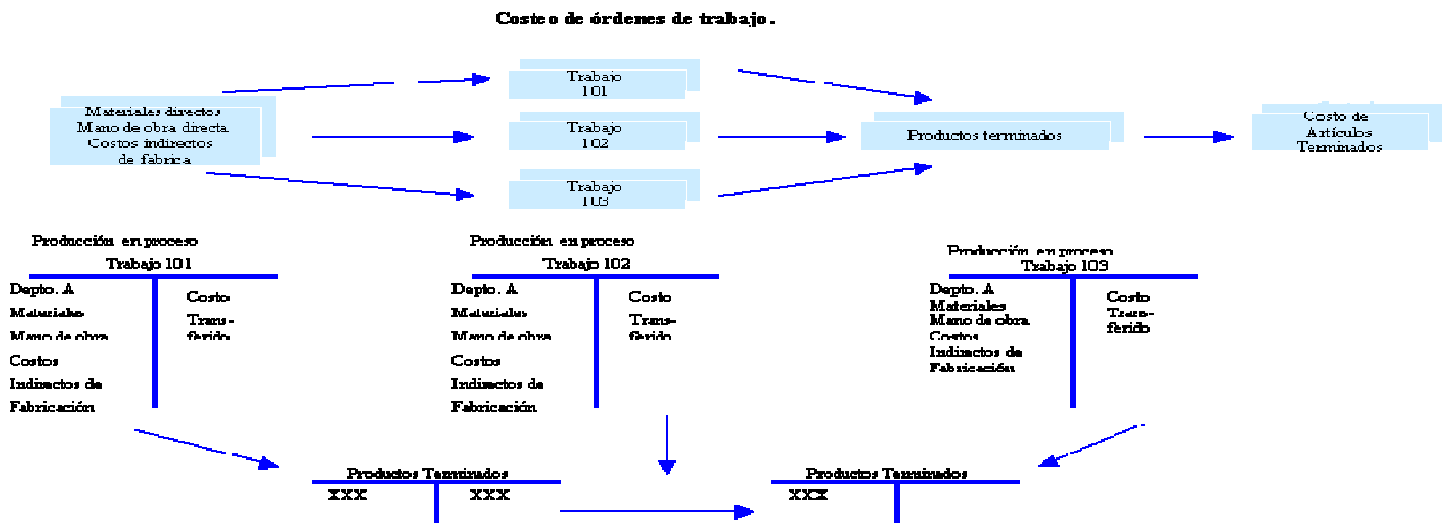 Costeo de órdenes de trabajo.
Trabajo
101
Materiales directos
Mano de obra directa
Costos indirectos
de fabrica
Trabajo
102
Productos terminados
Costo de
Artículos
Terminados
Trabajo
103
Producción en proceso
Trabajo 101
Depto. A
Materiales
Mano de obra
Costos
Indirectos de
Fabricación
Costo
Trans-
ferido
Producción en proceso
Trabajo 102
Depto. A
Materiales
Mano de obra
Costos
Indirectos de
Fabricación
Costo
Trans-
ferido
Producción en proceso
Trabajo 103
Depto. A
Materiales
Mano de obra
Costos
Indirectos de
Fabricación
Costo
Trans-
ferido
Productos Terminados
XXX XXX
Productos Terminados
XXX